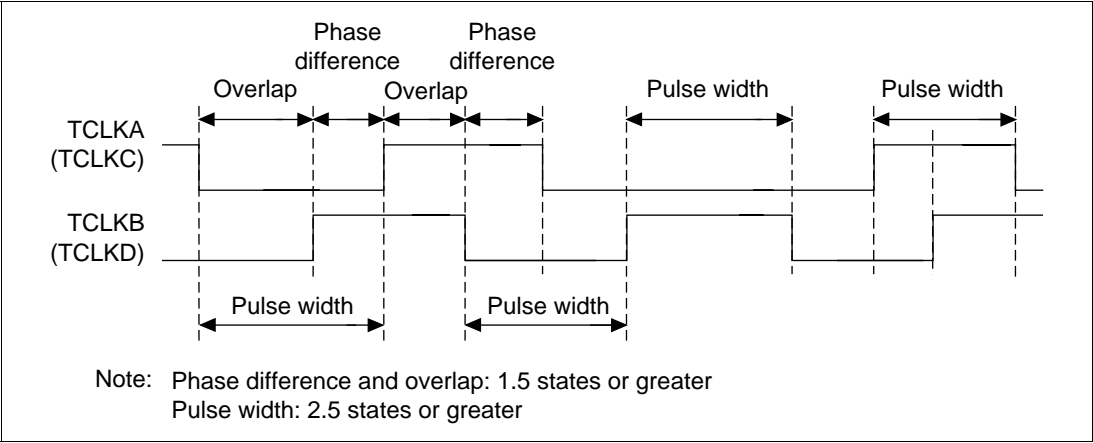 Phase
difference
Phase
difference
Overlap
Overlap
Pulse width
Pulse width
TCLKA
(TCLKC)
TCLKB
(TCLKD)
Pulse width
Pulse width
Note: Phase difference and overlap: 1.5 states or greater
Pulse width: 2.5 states or greater